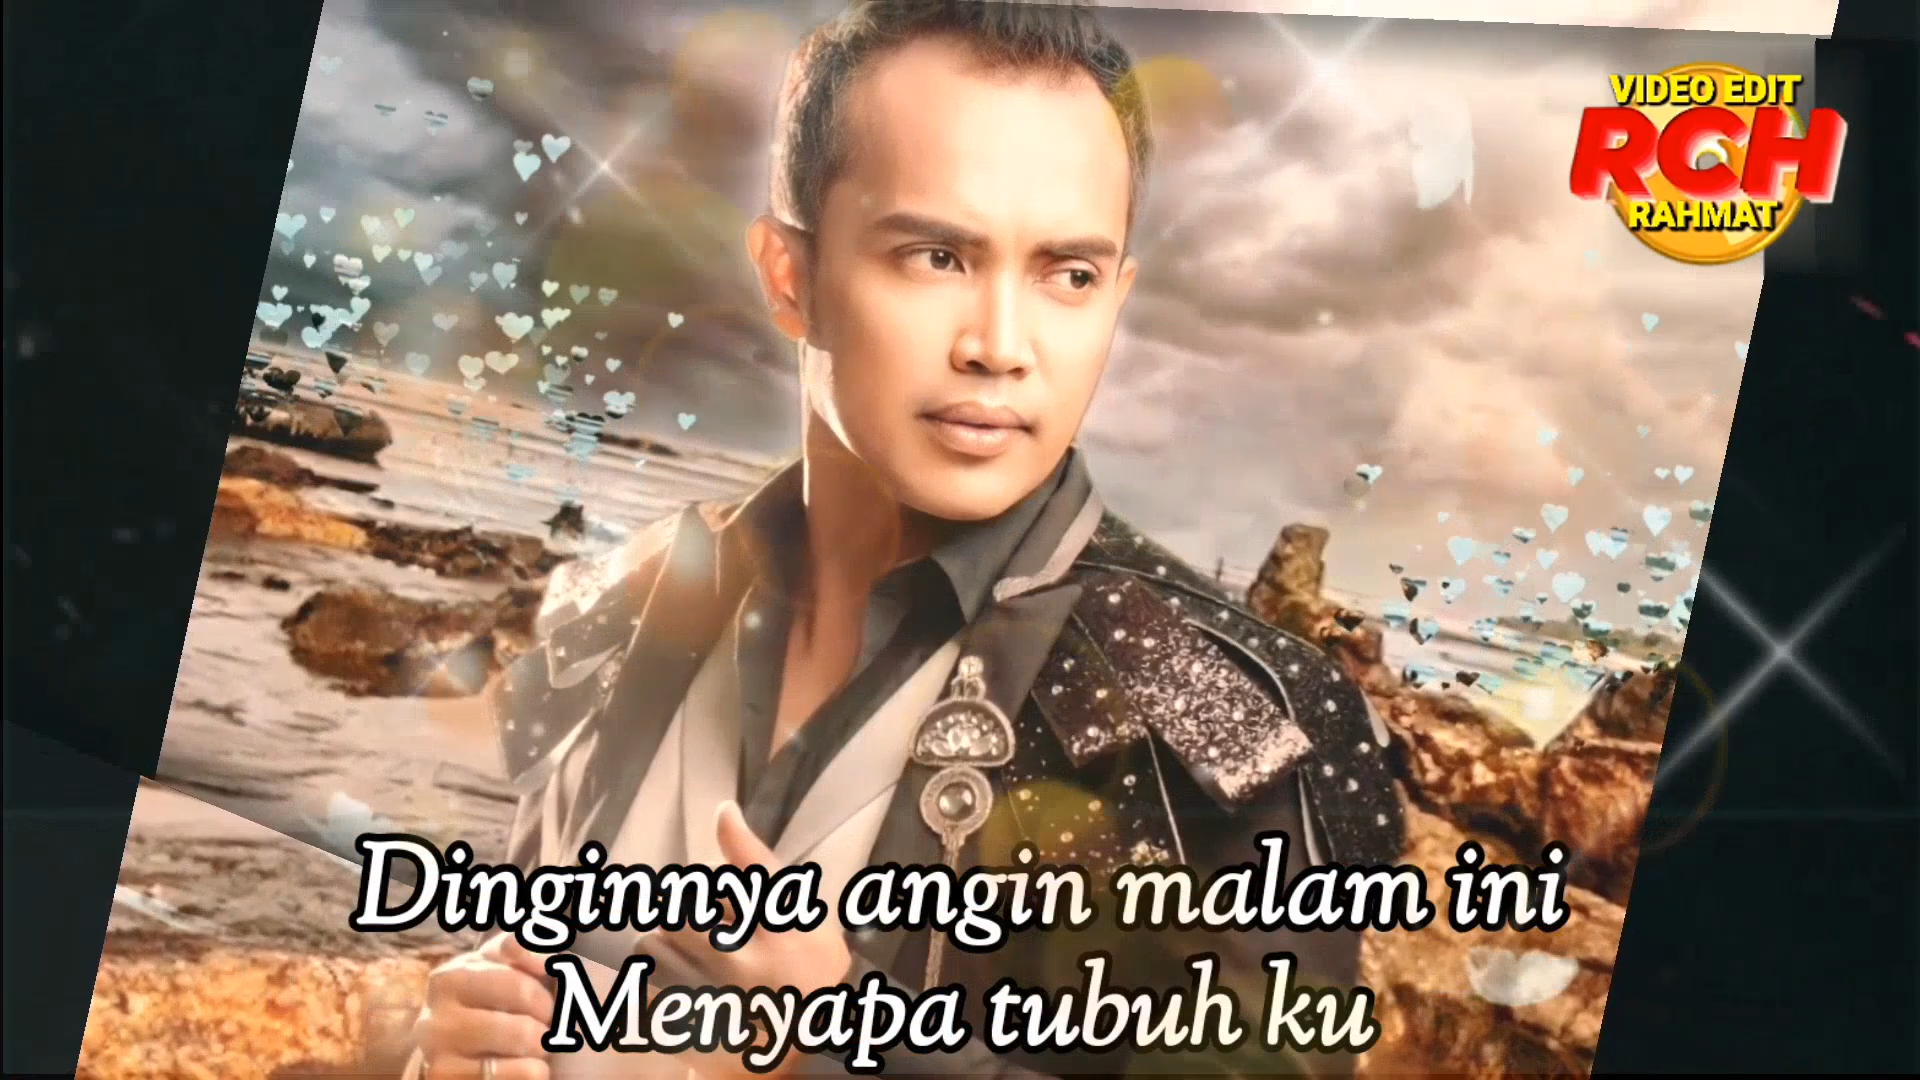 VIDEO EDIT
RCH
RAHMAT
Dinginnya angin malam ini
Menyapa tubuh ku